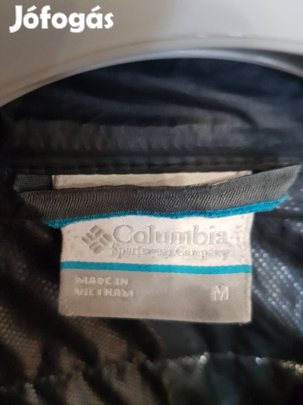 Jófogás
Columbia
Sportswear Company
MADE IN
VIETNAM
M